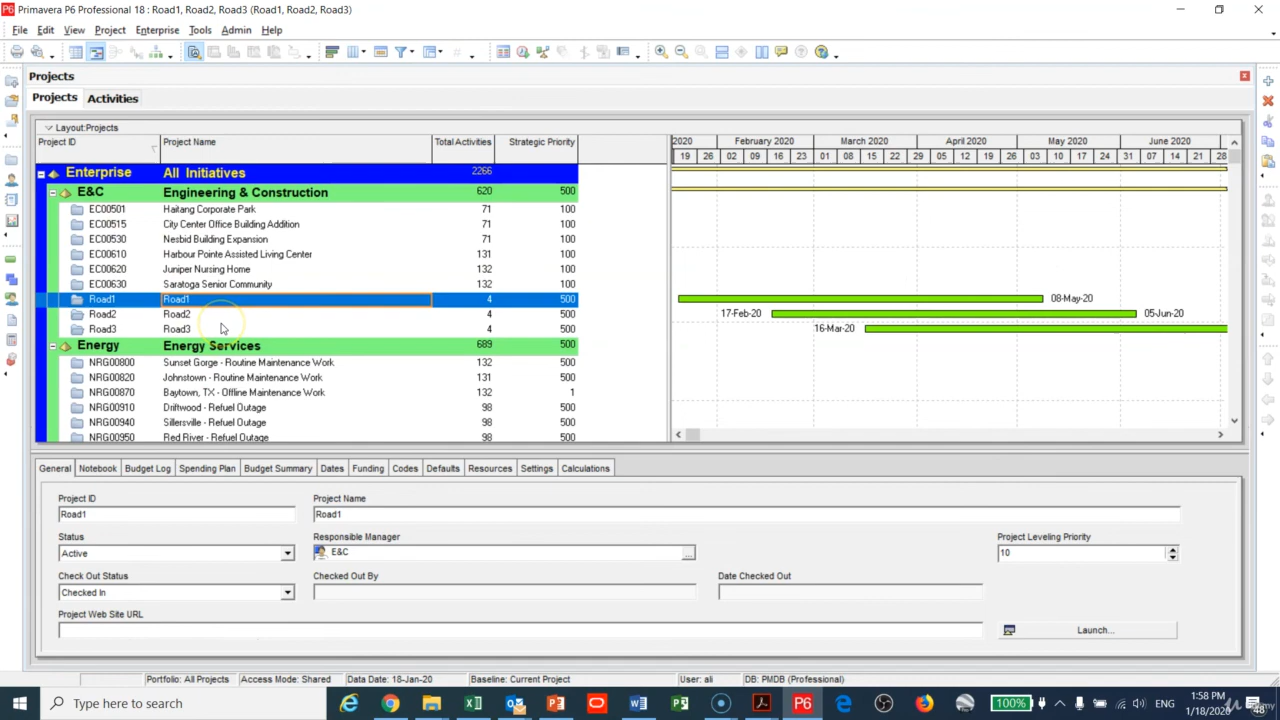 Primavera P6 Professional 18 : Road1, Road2, Road3 (Road1, Road2, Road3)
File Edit View Project Enterprise Tools Admin Help
Projects
Projects Activities
Layout:Projects
Project ID Project Name Total Activities Strategic Priority 2020 February 2020 March 2020 April 2020 May 2020 June 2020
19 26 02 09 16 23 01 08 15 22 29 05 12 19 26 03 10 17 24 31 07 14 21 28
Enterprise All Initiatives 2266
E&C Engineering & Construction 620 500
EC00501 Haitang Corporate Park 71 100
EC00515 City Center Office Building Addition 71 100
EC00530 Nesbid Building Expansion 71 100
EC00610 Harbour Pointe Assisted Living Center 131 100
EC00620 Juniper Nursing Home 132 100
EC00630 Saratoga Senior Community 132 100
Road1 Road1 4 500 08-May-20
Road2 Road2 4 500 17-Feb-20 05-Jun-20
Road3 Road3 4 500 16-Mar-20
Energy Energy Services 689 500
NRG00800 Sunset Gorge - Routine Maintenance Work 132 500
NRG00820 Johnstown - Routine Maintenance Work 131 500
NRG00870 Baytown, TX - Offline Maintenance Work 132 1
NRG00910 Driftwood - Refuel Outage 98 500
NRG00940 Sillersville - Refuel Outage 98 500
NRG00950 Red River - Refuel Outage 98 500
General Notebook Budget Log Spending Plan Budget Summary Dates Funding Codes Defaults Resources Settings Calculations
Project ID Project Name
Road1 Road1
Status Responsible Manager Project Leveling Priority
Active E&C ... 10
Check Out Status Checked Out By Date Checked Out
Checked In
Project Web Site URL
Launch...
Portfolio: All Projects Access Mode: Shared Data Date: 18-Jan-20 Baseline: Current Project User: ali DB: PMDB (Professional)
Type here to search P6 100% ENG 1:58 PM
1/18/2020 48